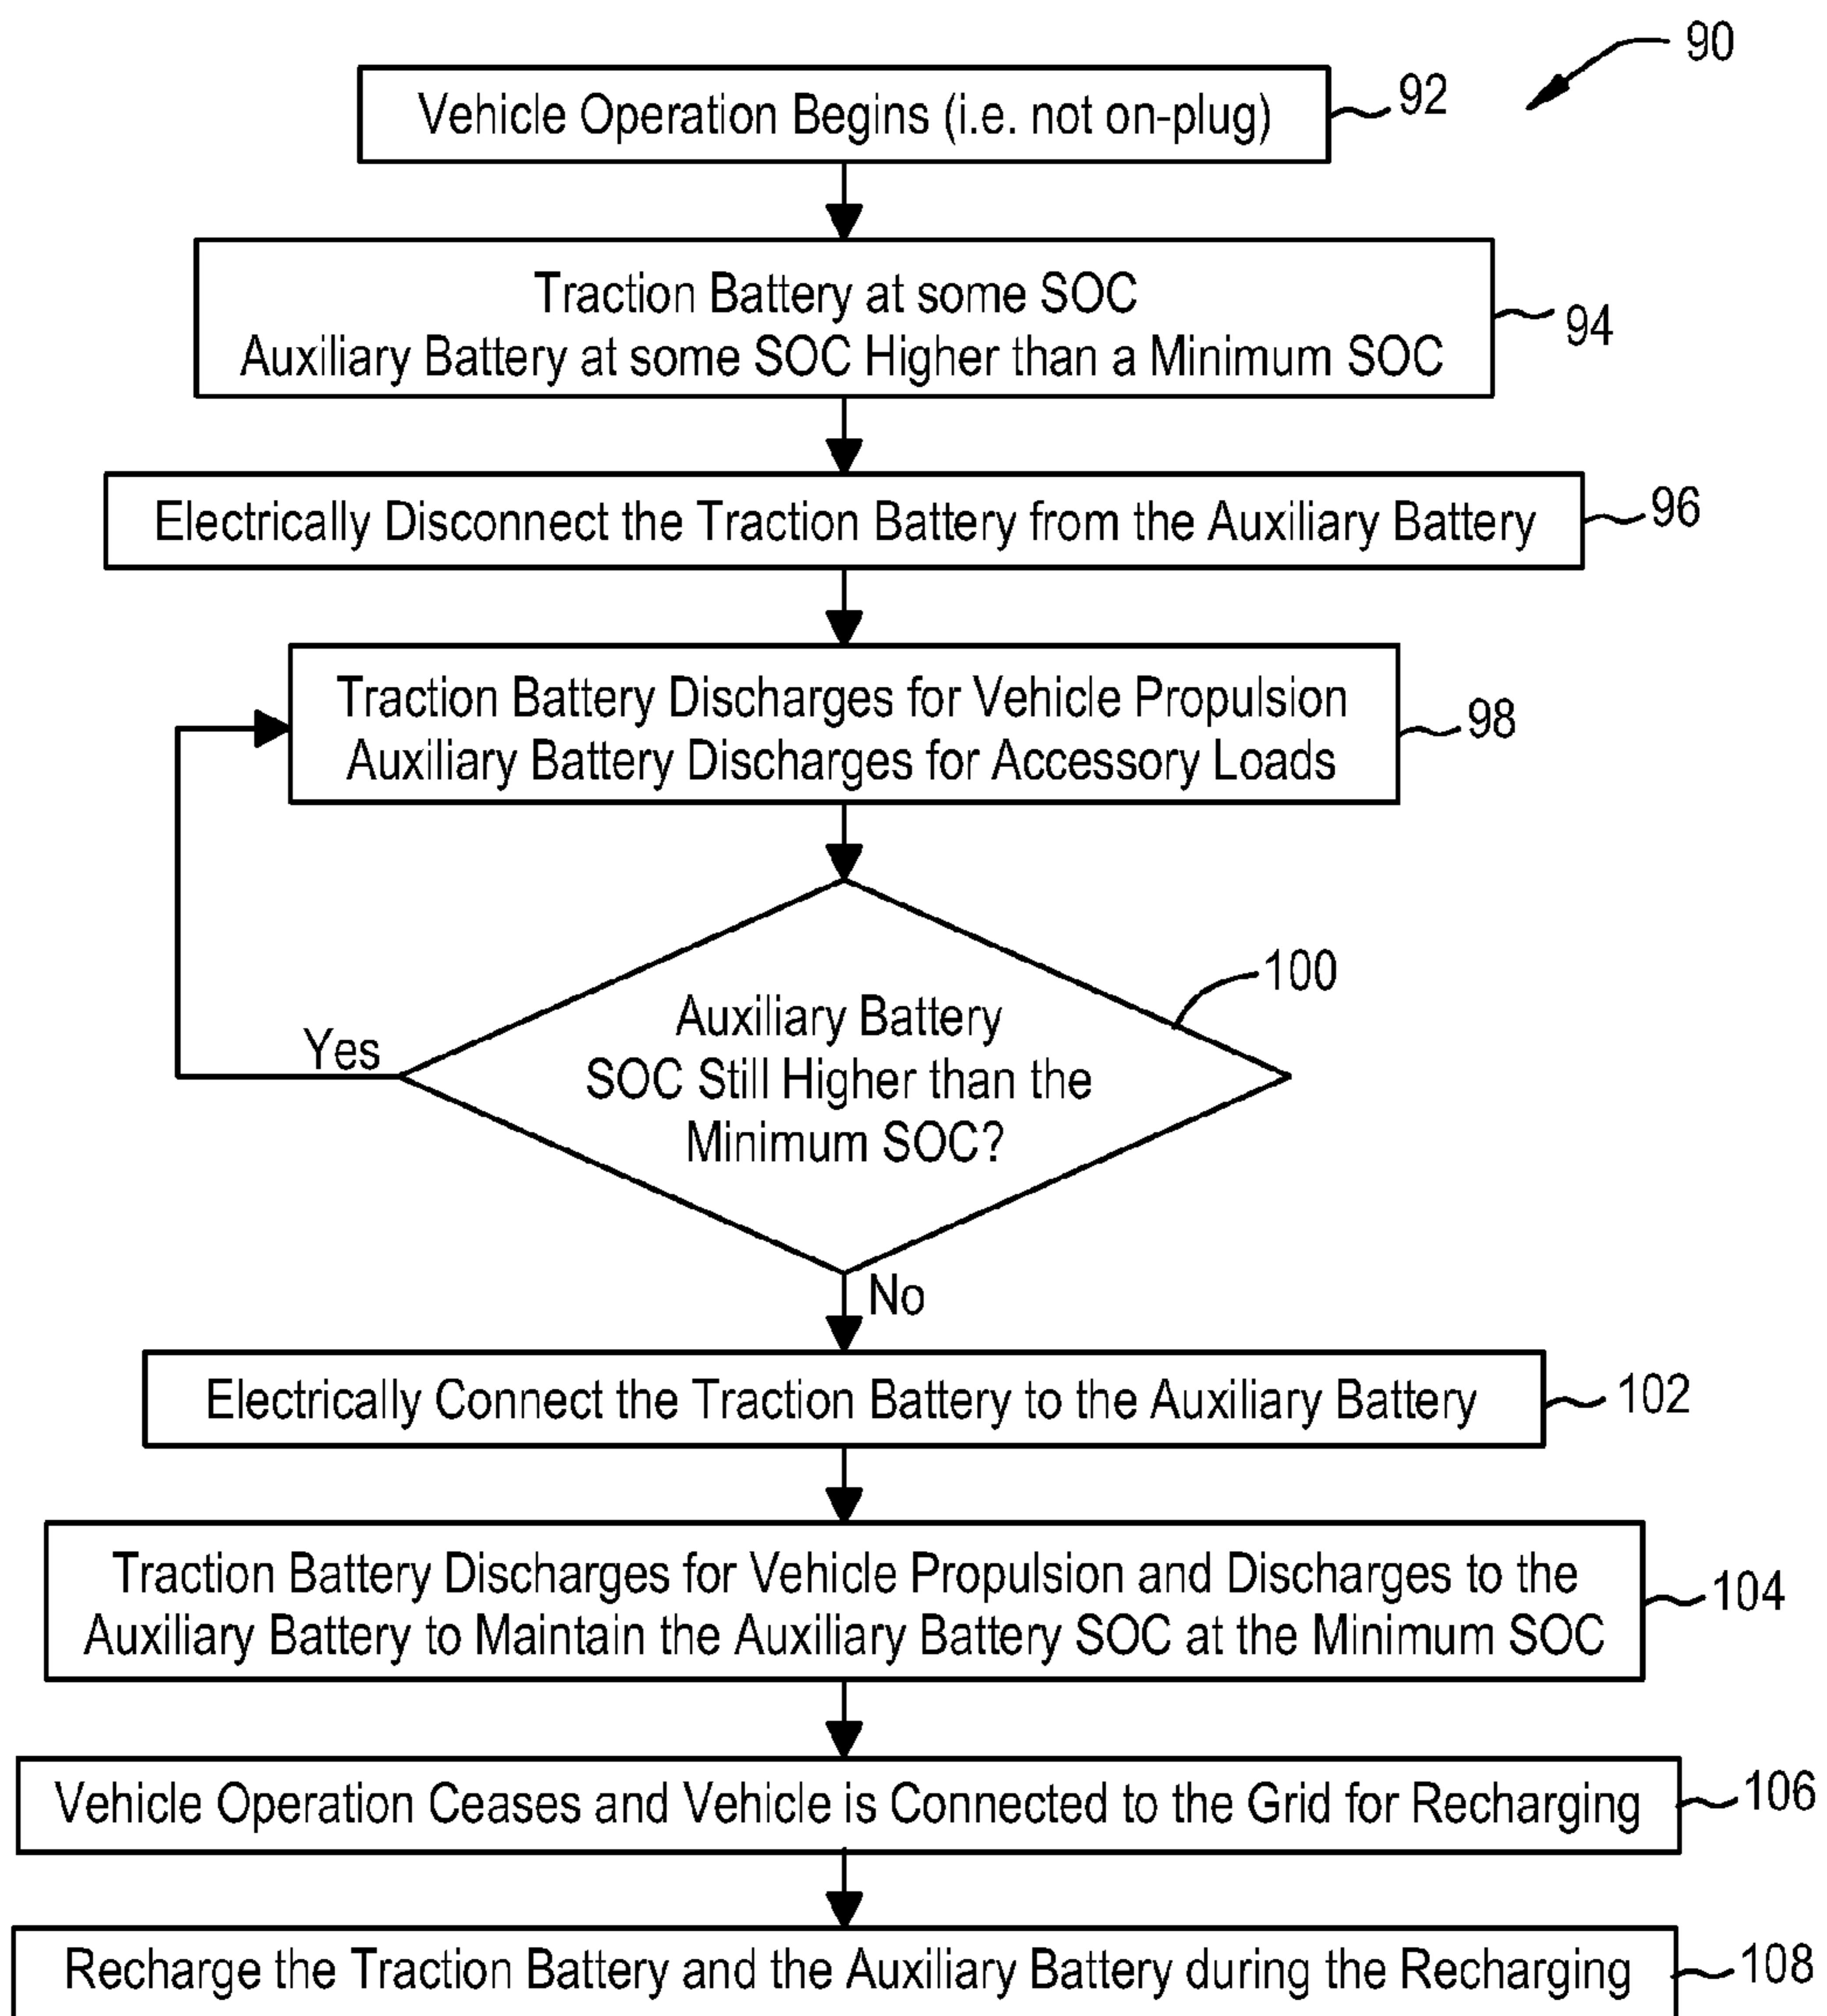 90
Vehicle Operation Begins (i.e. not on-plug)
92
Traction Battery at some SOC
Auxiliary Battery at some SOC Higher than a Minimum SOC
94
Electrically Disconnect the Traction Battery from the Auxiliary Battery
96
Traction Battery Discharges for Vehicle Propulsion
Auxiliary Battery Discharges for Accessory Loads
98
100
Auxiliary Battery
SOC Still Higher than the
Minimum SOC?
Yes
No
Electrically Connect the Traction Battery to the Auxiliary Battery
102
Traction Battery Discharges for Vehicle Propulsion and Discharges to the
Auxiliary Battery to Maintain the Auxiliary Battery SOC at the Minimum SOC
104
Vehicle Operation Ceases and Vehicle is Connected to the Grid for Recharging
106
Recharge the Traction Battery and the Auxiliary Battery during the Recharging
108